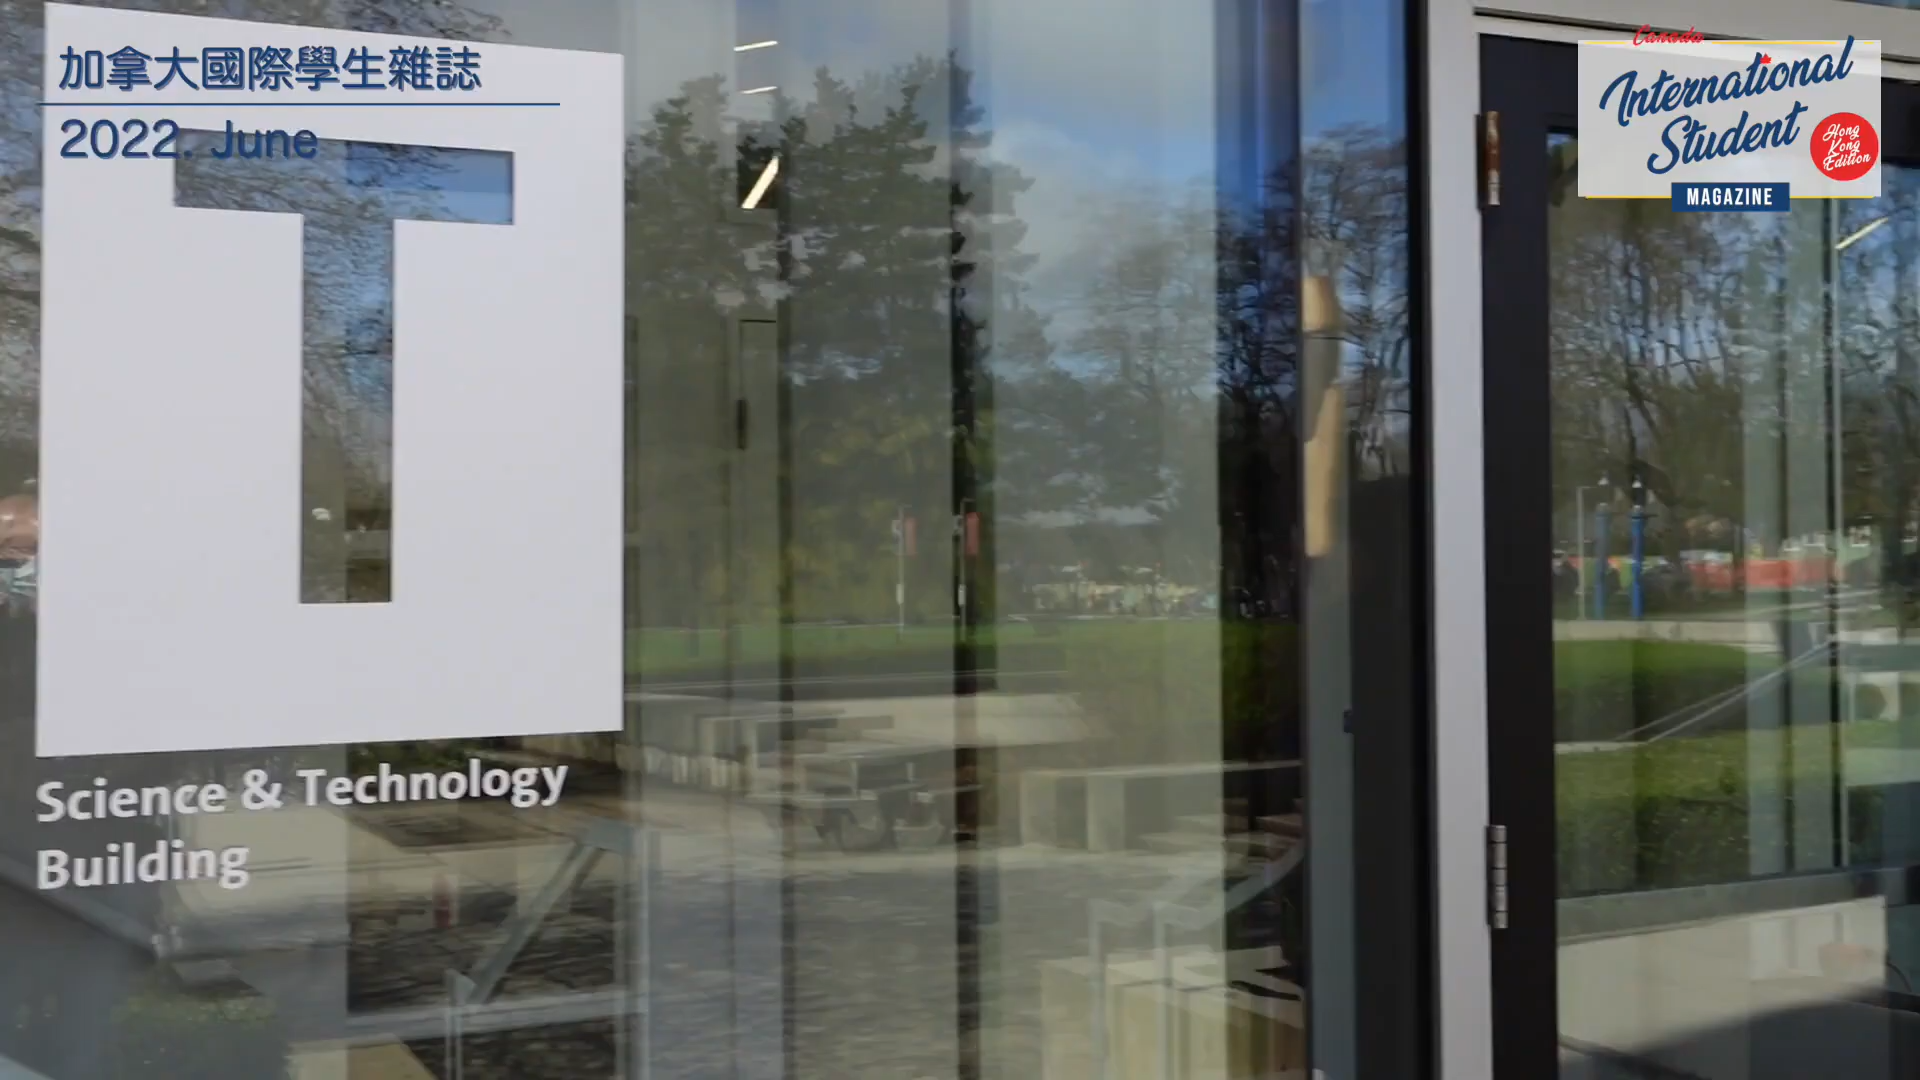 加拿大國際學生雜誌
2022. June
Canada
International
Student
Hong
Kong
Edition
MAGAZINE
T
Science & Technology
Building